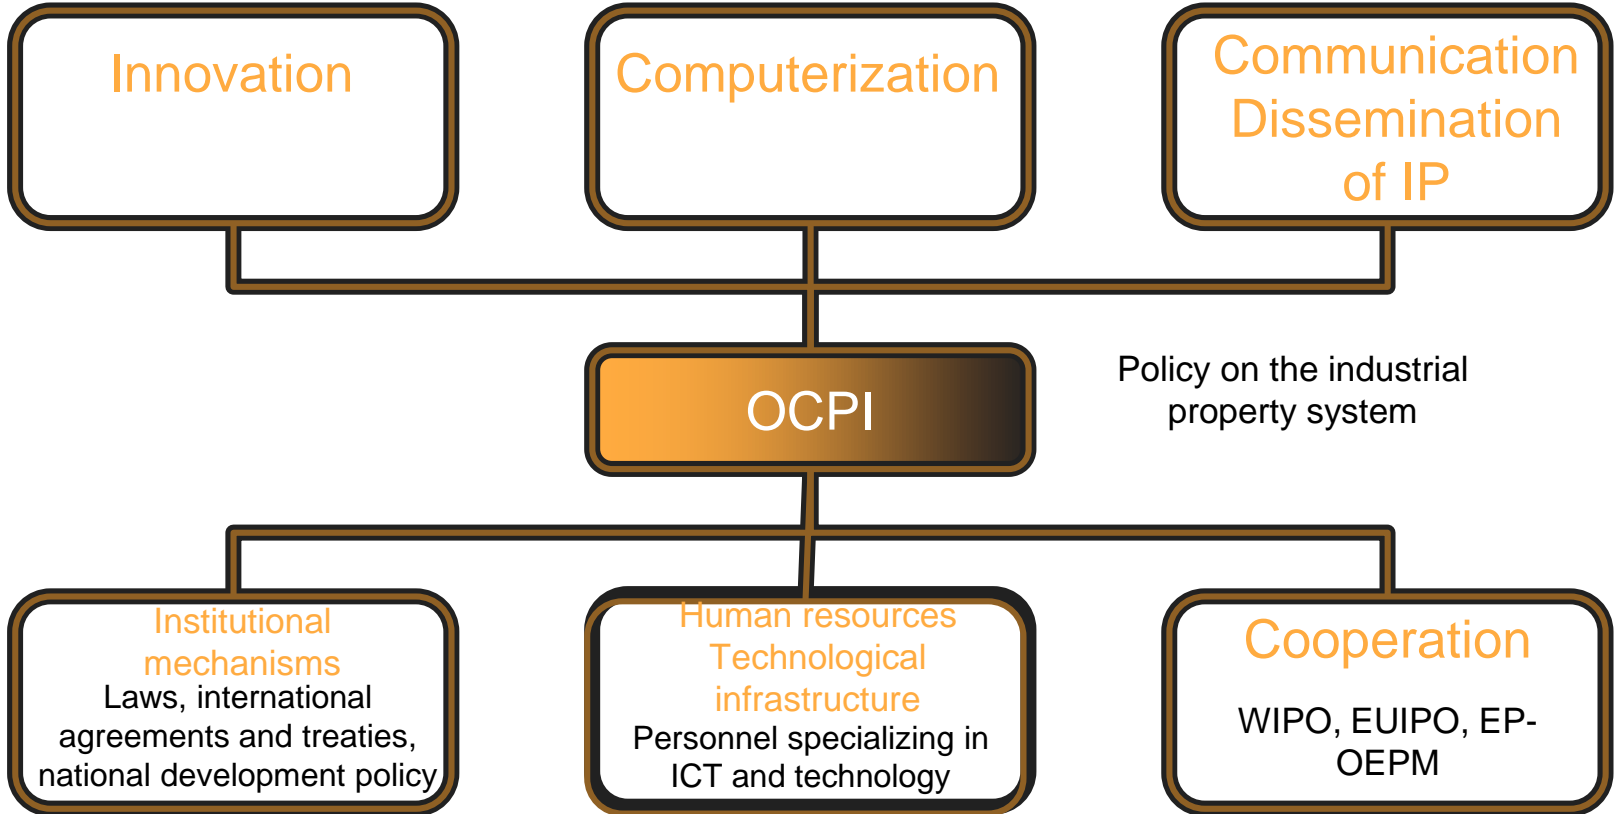 Innovation
Computerization
Communication
Dissemination
of IP
OCPI
Policy on the industrial
property system
Institutional
mechanisms
Laws, international
agreements and treaties,
national development policy
Human resources
Technological
infrastructure
Personnel specializing in
ICT and technology
Cooperation
WIPO, EUIPO, EP-
OEPM